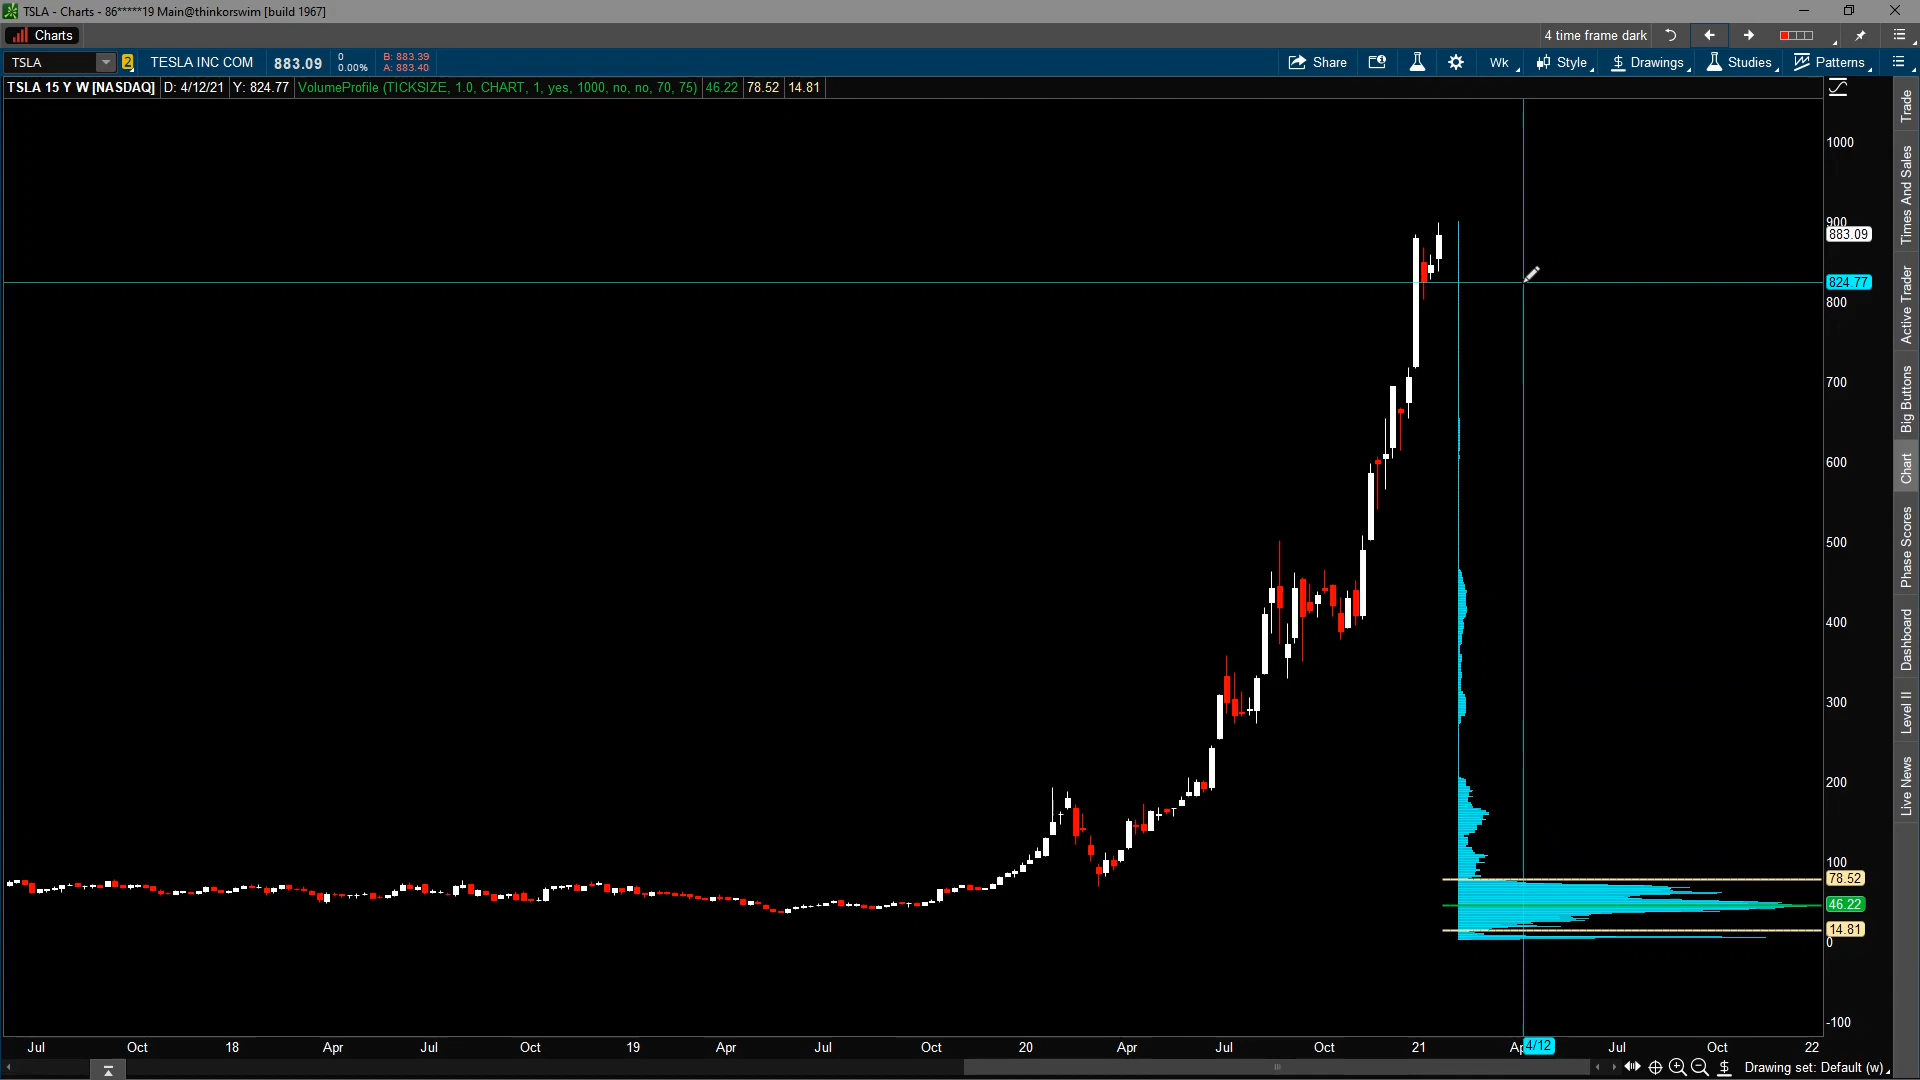 TSLA - Charts - 86*****19 Main@thinkorswim [build 1967]
Charts
4 time frame dark
TSLA
2
TESLA INC COM
883.09
0
0.00%
B: 883.39
A: 883.40
Share
Wk
Style
Drawings
Studies
Patterns
TSLA 15 Y W [NASDAQ]
D: 4/12/21
Y: 824.77
VolumeProfile (TICKSIZE, 1.0, CHART, 1, yes, 1000, no, no, 70, 75)
46.22
78.52
14.81
1000
900
883.09
824.77
800
700
600
500
400
300
200
100
78.52
46.22
14.81
0
-100
Trade
Times And Sales
Active Trader
Big Buttons
Chart
Phase Scores
Dashboard
Level II
Live News
Jul
Oct
18
Apr
Jul
Oct
19
Apr
Jul
Oct
20
Apr
Jul
Oct
21
4/12
Jul
Oct
22
Drawing set: Default (w)